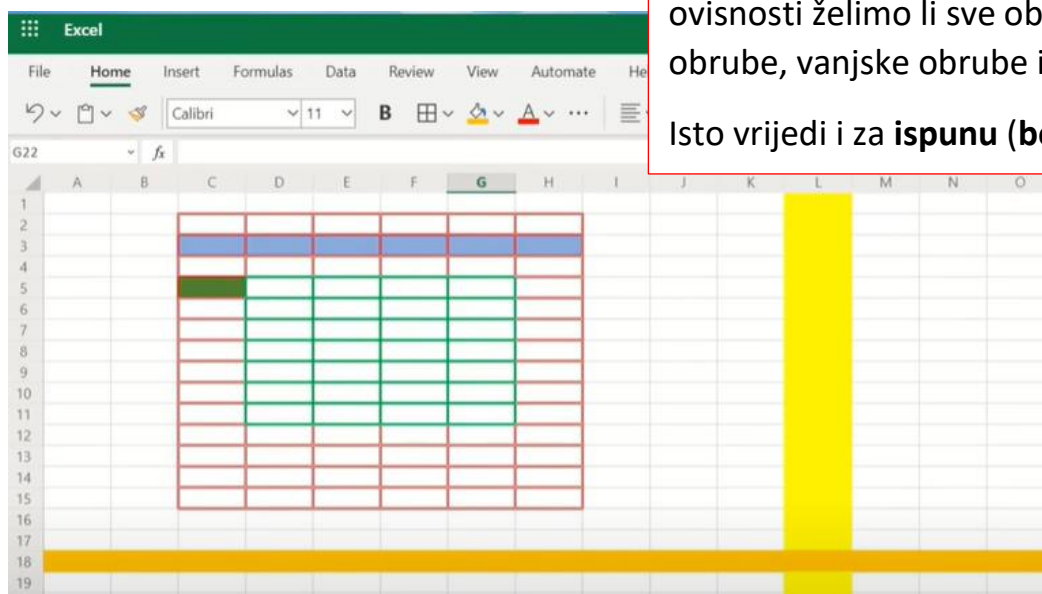 Excel
ovisnosti želimo li sve ob
obrube, vanjske obrube i
Isto vrijedi i za ispunu (b
File Home Insert Formulas Data Review View Automate He
Calibri 11 B A ...
G22 fx
A B C D E F G H I J K L M N O
1
2
3
4
5
6
7
8
9
10
11
12
13
14
15
16
17
18
19